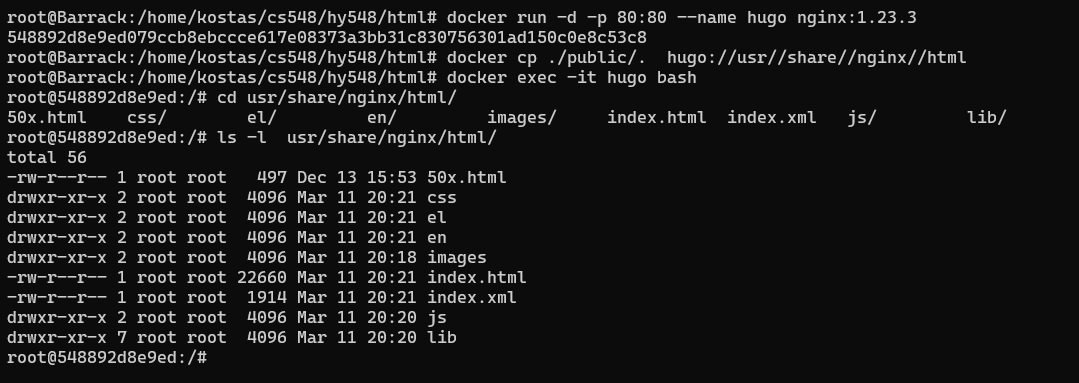 root@Barrack:/home/kostas/cs548/hy548/html# docker run -d -p 80:80 --name hugo nginx:1.23.3
548892d8e9ed079ccb8ebccce617e08373a3bb31c830756301ad150c0e8c53c8
root@Barrack:/home/kostas/cs548/hy548/html# docker cp ./public/.  hugo://usr//share//nginx//html
root@Barrack:/home/kostas/cs548/hy548/html# docker exec -it hugo bash
root@548892d8e9ed:/# cd usr/share/nginx/html/
50x.html    css/        el/         en/         images/     index.html  index.xml   js/         lib/
root@548892d8e9ed:/# ls -l  usr/share/nginx/html/
total 56
-rw-r--r-- 1 root root   497 Dec 13 15:53 50x.html
drwxr-xr-x 2 root root  4096 Mar 11 20:21 css
drwxr-xr-x 2 root root  4096 Mar 11 20:21 el
drwxr-xr-x 2 root root  4096 Mar 11 20:21 en
drwxr-xr-x 2 root root  4096 Mar 11 20:18 images
-rw-r--r-- 1 root root 22660 Mar 11 20:21 index.html
-rw-r--r-- 1 root root  1914 Mar 11 20:21 index.xml
drwxr-xr-x 2 root root  4096 Mar 11 20:20 js
drwxr-xr-x 7 root root  4096 Mar 11 20:20 lib
root@548892d8e9ed:/#